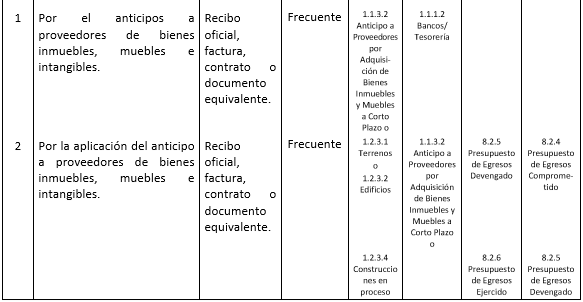 1
Por el anticipos a
proveedores de bienes
inmuebles, muebles e
intangibles.
Recibo
oficial,
factura,
contrato o
documento
equivalente.
Frecuente
1.1.3.2
Anticipo a
Proveedores
por
Adquisi-
ción de
Bienes
Inmuebles
y Muebles
a Corto
Plazo o
1.1.1.2
Bancos/
Tesorería
2
Por la aplicación del anticipo
a proveedores de bienes
inmuebles, muebles e
intangibles.
Recibo
oficial,
factura,
contrato o
documento
equivalente.
Frecuente
1.2.3.1
Terrenos
o
1.2.3.2
Edificios
1.2.3.4
Construccio
nes en
proceso
1.1.3.2
Anticipo a
Proveedores
por
Adquisición
de Bienes
Inmuebles y
Muebles a
Corto Plazo
o
8.2.5
Presupuesto
de Egresos
Devengado
8.2.6
Presupuesto
de Egresos
Ejercido
8.2.4
Presupuesto
de Egresos
Comprome-
tido
8.2.5
Presupuesto
de Egresos
Devengado